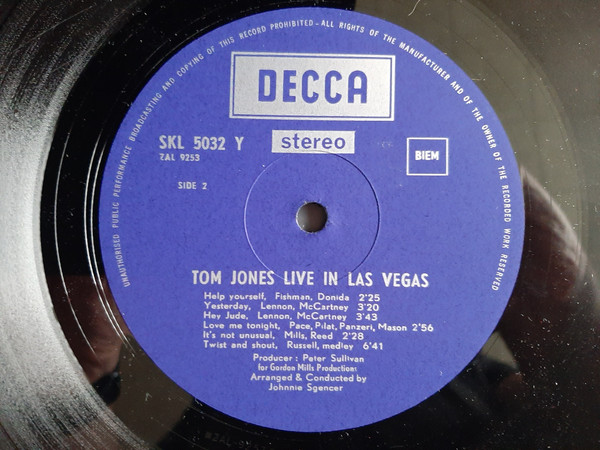 UNAUTHORISED PUBLIC PERFORMANCE BROADCASTING AND COPYING OF THIS RECORD PROHIBITED - ALL RIGHTS OF THE MANUFACTURER AND OF THE OWNER OF THE RECORDED WORK RESERVED
DECCA
SKL 5032 Y
stereo
ZAL 9253
BIEM
SIDE 2
TOM JONES LIVE IN LAS VEGAS
Help yourself, Fishman, Donida 2'25
Yesterday, Lennon, McCartney 3'20
Hey Jude, Lennon, McCartney 3'43
Love me tonight, Pace, Pilat, Panzeri, Mason 2'56
It's not unusual, Mills, Reed 2'28
Twist and shout, Russell, medley 6'41
Producer: Peter Sullivan
for Gordon Mills Productions
Arranged & Conducted by
Johnnie Sgencer